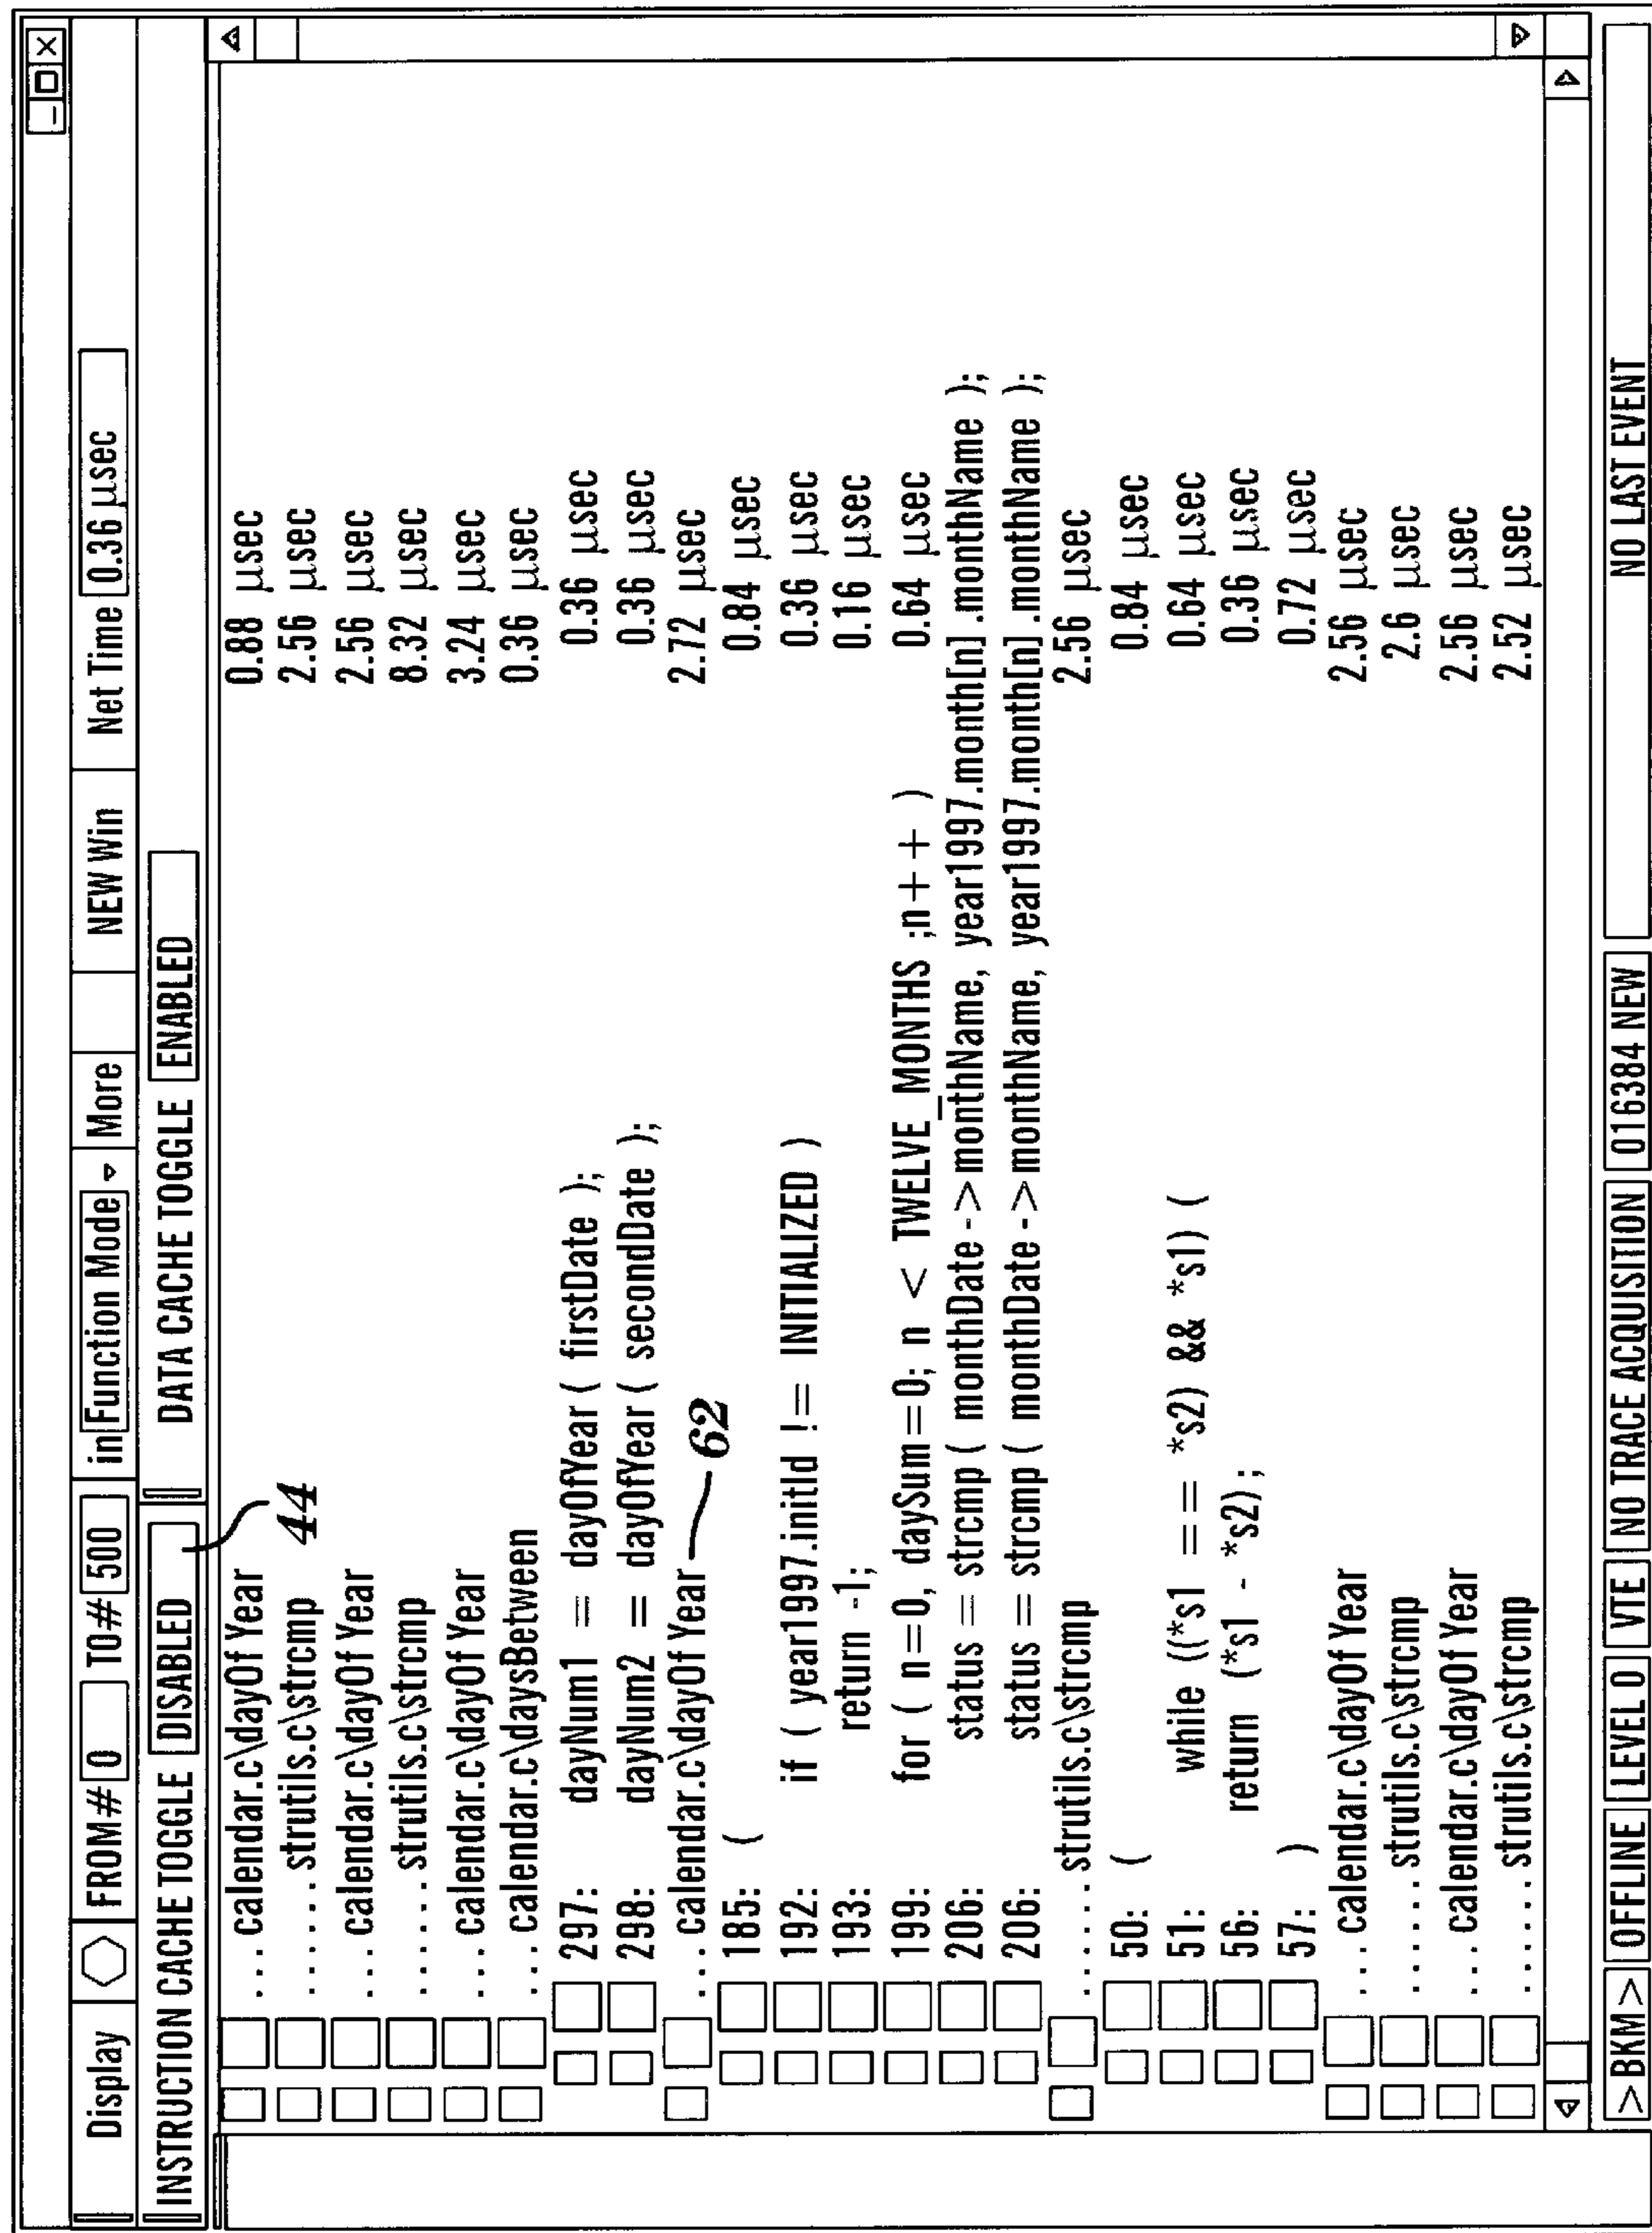 Display FROM# 0 TO# 500 in Function Mode More NEW Win Net Time 0.36 μsec
INSTRUCTION CACHE TOGGLE DISABLED DATA CACHE TOGGLE ENABLED
44
...calendar.c\dayOf Year 0.88 μsec
.......strutils.c\strcmp 2.56 μsec
...calendar.c\dayOf Year 2.56 μsec
.......strutils.c\strcmp 8.32 μsec
...calendar.c\dayOf Year 3.24 μsec
...calendar.c\daysBetween 0.36 μsec
297: dayNum1 = dayOfYear ( firstDate ); 0.36 μsec
298: dayNum2 = dayOfYear ( secondDate ); 0.36 μsec
...calendar.c\dayOf Year 62 2.72 μsec
185: ( 0.84 μsec
192: if ( year1997.initId != INITIALIZED ) 0.36 μsec
193: return -1; 0.16 μsec
199: for ( n=0, daySum=0; n < TWELVE_MONTHS ;n++ ) 0.64 μsec
206: status = strcmp ( monthDate -> monthName, year1997.month[n] .monthName );
206: status = strcmp ( monthDate -> monthName, year1997.month[n] .monthName );
.......strutils.c\strcmp 2.56 μsec
50: ( 0.84 μsec
51: while ((*s1 == *s2) && *s1) ( 0.64 μsec
56: return (*s1 - *s2); 0.36 μsec
57: ) 0.72 μsec
...calendar.c\dayOf Year 2.56 μsec
.......strutils.c\strcmp 2.6 μsec
...calendar.c\dayOf Year 2.56 μsec
.......strutils.c\strcmp 2.52 μsec
>BKM> OFFLINE LEVEL 0 VTE NO TRACE ACQUISITION 016384 NEW NO LAST EVENT